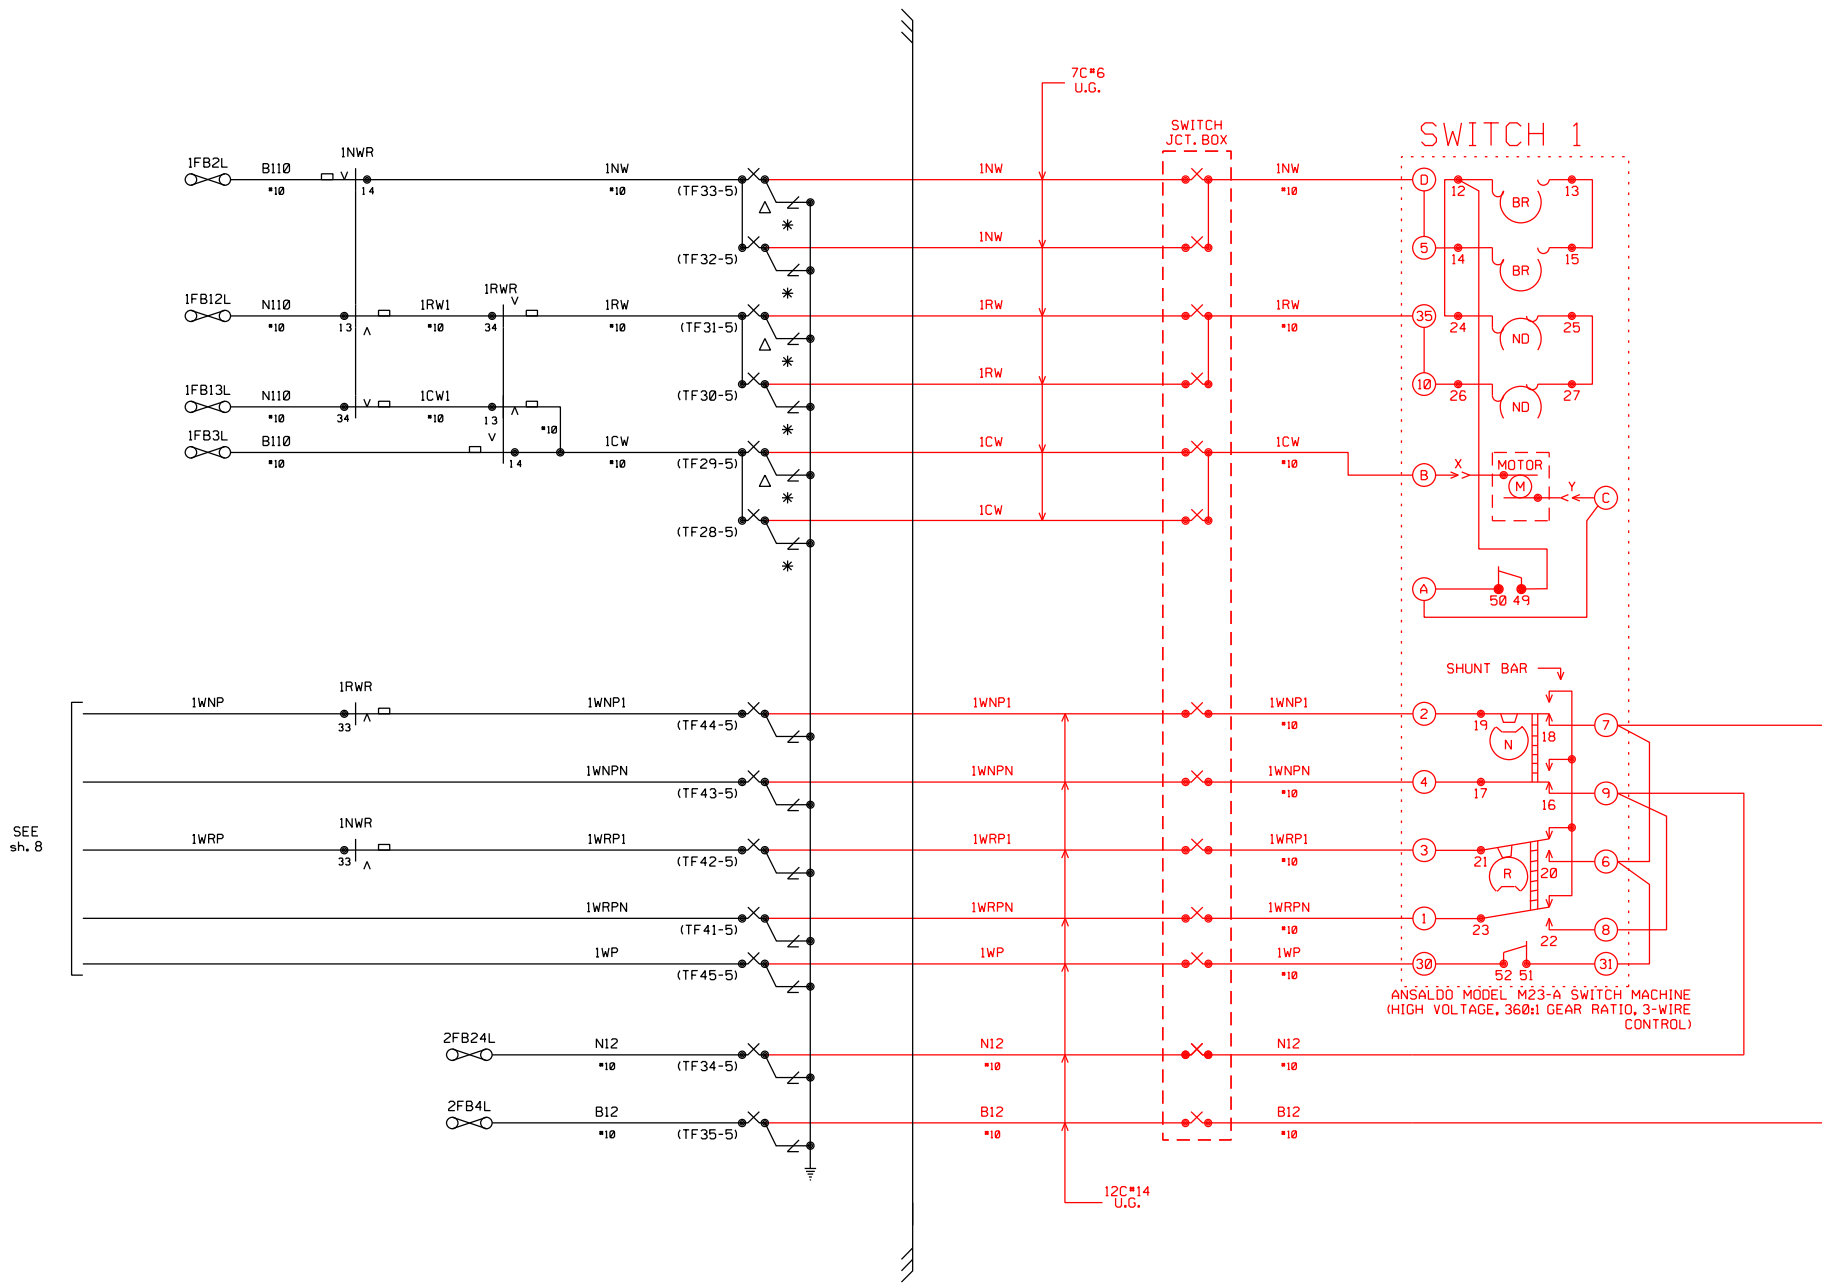 7C#6
U.G.
SWITCH
JCT. BOX
SWITCH 1
1FB2L
B110
#10
1NWR
14
1NW
#10
(TF33-5)
1NW
1NW
#10
D
12
BR
13
(TF32-5)
1NW
5
14
BR
15
1FB12L
N110
#10
13
1RW1
#10
1RWR
34
1RW
#10
(TF31-5)
1RW
1RW
#10
35
24
ND
25
(TF30-5)
1RW
10
26
ND
27
1FB13L
N110
#10
34
1CW1
#10
13
#10
1FB3L
B110
#10
14
1CW
#10
(TF29-5)
1CW
1CW
#10
B
X
MOTOR
M
Y
C
(TF28-5)
1CW
A
50 49
SHUNT BAR
1WNP
1RWR
33
1WNP1
(TF44-5)
1WNP1
1WNP1
#10
2
19
N
18
7
1WNPN
(TF43-5)
1WNPN
1WNPN
#10
4
17
16
9
SEE
sh. 8
1WRP
1NWR
33
1WRP1
(TF42-5)
1WRP1
1WRP1
#10
3
21
R
20
6
1WRPN
(TF41-5)
1WRPN
1WRPN
#10
1
23
22
8
1WP
(TF45-5)
1WP
1WP
#10
30
52 51
31
ANSALDO MODEL M23-A SWITCH MACHINE
(HIGH VOLTAGE, 360:1 GEAR RATIO, 3-WIRE
CONTROL)
2FB24L
N12
#10
(TF34-5)
N12
#10
N12
#10
2FB4L
B12
#10
(TF35-5)
B12
#10
B12
#10
12C#14
U.G.